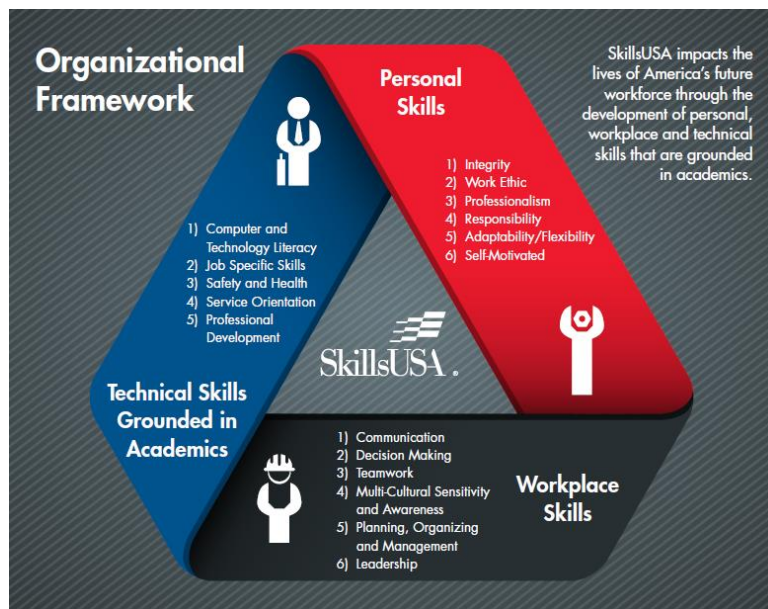 Organizational
Framework
SkillsUSA impacts the
lives of America's future
workforce through the
development of personal,
workplace and technical
skills that are grounded
in academics.
Personal
Skills
1) Integrity
2) Work Ethic
3) Professionalism
4) Responsibility
5) Adaptability/Flexibility
6) Self-Motivated
1) Computer and
Technology Literacy
2) Job Specific Skills
3) Safety and Health
4) Service Orientation
5) Professional
Development
Technical Skills
Grounded in
Academics
SkillsUSA®
1) Communication
2) Decision Making
3) Teamwork
4) Multi-Cultural Sensitivity
and Awareness
5) Planning, Organizing
and Management
6) Leadership
Workplace
Skills